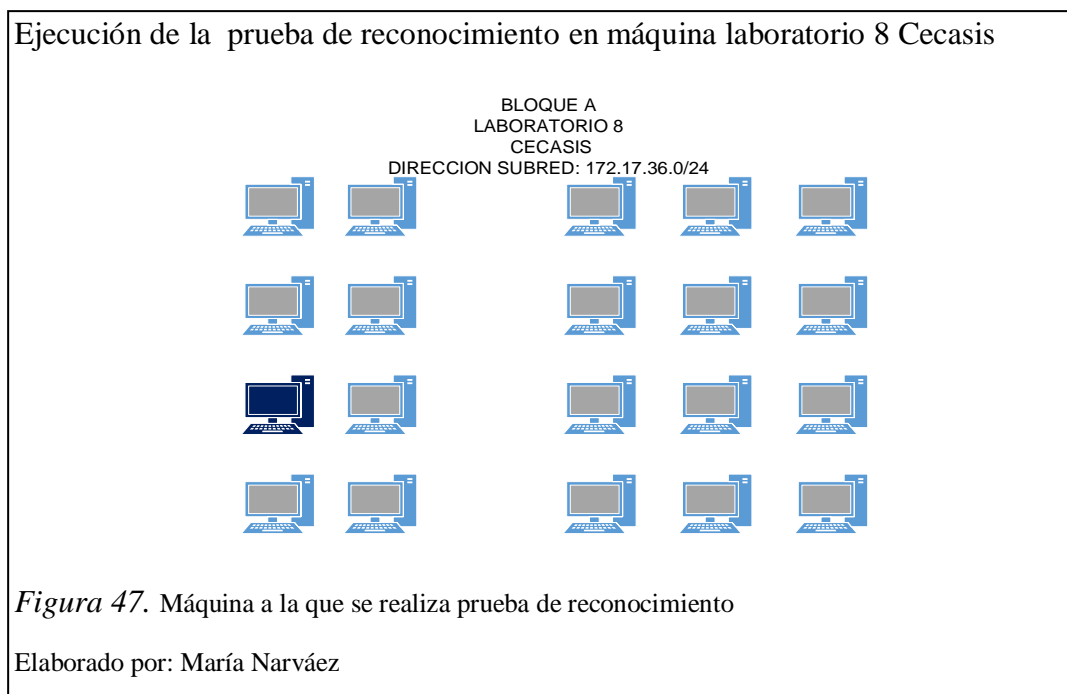 Ejecución de la prueba de reconocimiento en máquina laboratorio 8 Cecasis
BLOQUE A
LABORATORIO 8
CECASIS
DIRECCION SUBRED: 172.17.36.0/24
Figura 47. Máquina a la que se realiza prueba de reconocimiento
Elaborado por: María Narváez